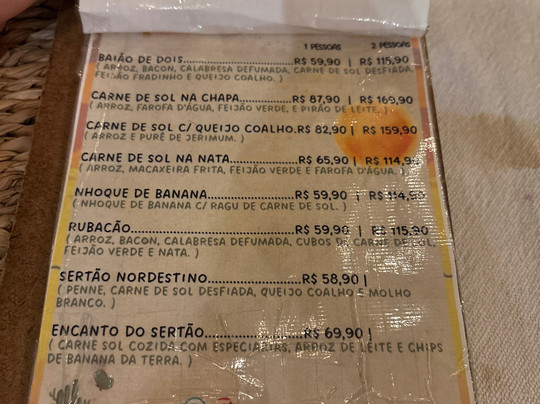 1 PESSOAS 2 PESSOAS
BAIÃO DE DOIS...................R$ 59,90 | R$ 115,90
( ARROZ, BACON, CALABRESA DEFUMADA, CARNE DE SOL DESFIADA,
FEIJÃO FRADINHO E QUEIJO COALHO. )
CARNE DE SOL NA CHAPA.........R$ 87,90 | R$ 169,90
( ARROZ, FAROFA D'ÁGUA, FEIJÃO VERDE, E PIRÃO DE LEITE. )
CARNE DE SOL C/ QUEIJO COALHO.R$ 82,90 | R$ 159,90
( ARROZ E PURÊ DE JERIMUM. )
CARNE DE SOL NA NATA............R$ 65,90 | R$ 114,90
( ARROZ, MACAXEIRA FRITA, FEIJÃO VERDE E FAROFA D'ÁGUA. )
NHOQUE DE BANANA...............R$ 59,90 | R$ 114,90
( NHOQUE DE BANANA C/ RAGU DE CARNE DE SOL. )
RUBACÃO..............................R$ 59,90 | R$ 115,90
( ARROZ, BACON, CALABRESA DEFUMADA, CUBOS DE CARNE DE SOL,
FEIJÃO VERDE E NATA. )
SERTÃO NORDESTINO.............R$ 58,90 |
( PENNE, CARNE DE SOL DESFIADA, QUEIJO COALHO E MOLHO
BRANCO. )
ENCANTO DO SERTÃO.............R$ 69,90 |
( CARNE SOL COZIDA COM ESPECIARIAS, ARROZ DE LEITE E CHIPS
DE BANANA DA TERRA. )